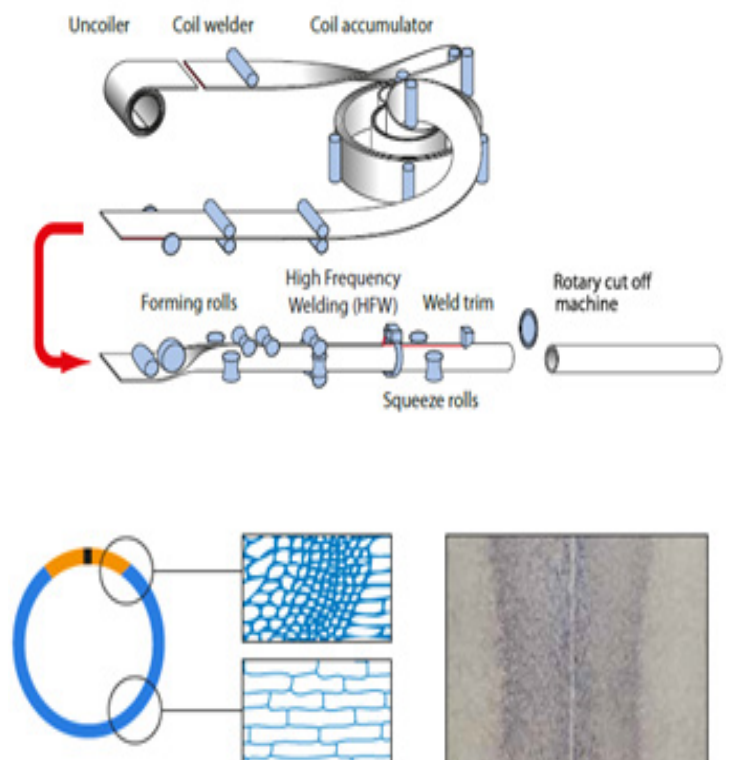 Uncoiler
Coil welder
Coil accumulator
Forming rolls
High Frequency
Welding (HFW)
Weld trim
Rotary cut off
machine
Squeeze rolls